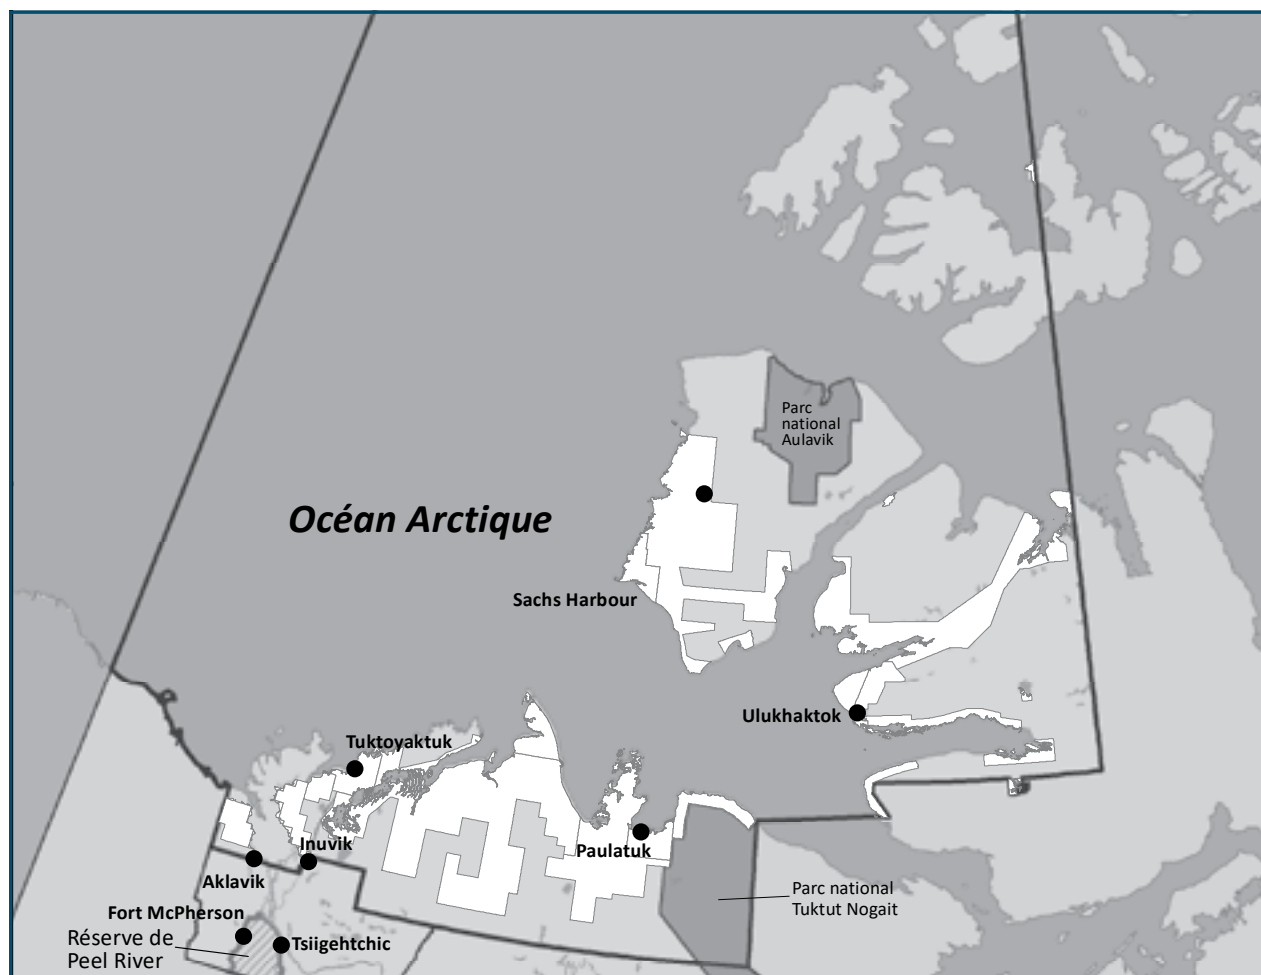 Parc
national
Aulavik
Océan Arctique
Sachs Harbour
Ulukhaktok
Tuktoyaktuk
Inuvik
Paulatuk
Aklavik
Parc national
Tuktut Nogait
Fort McPherson
Réserve de
Peel River
Tsiigehtchic